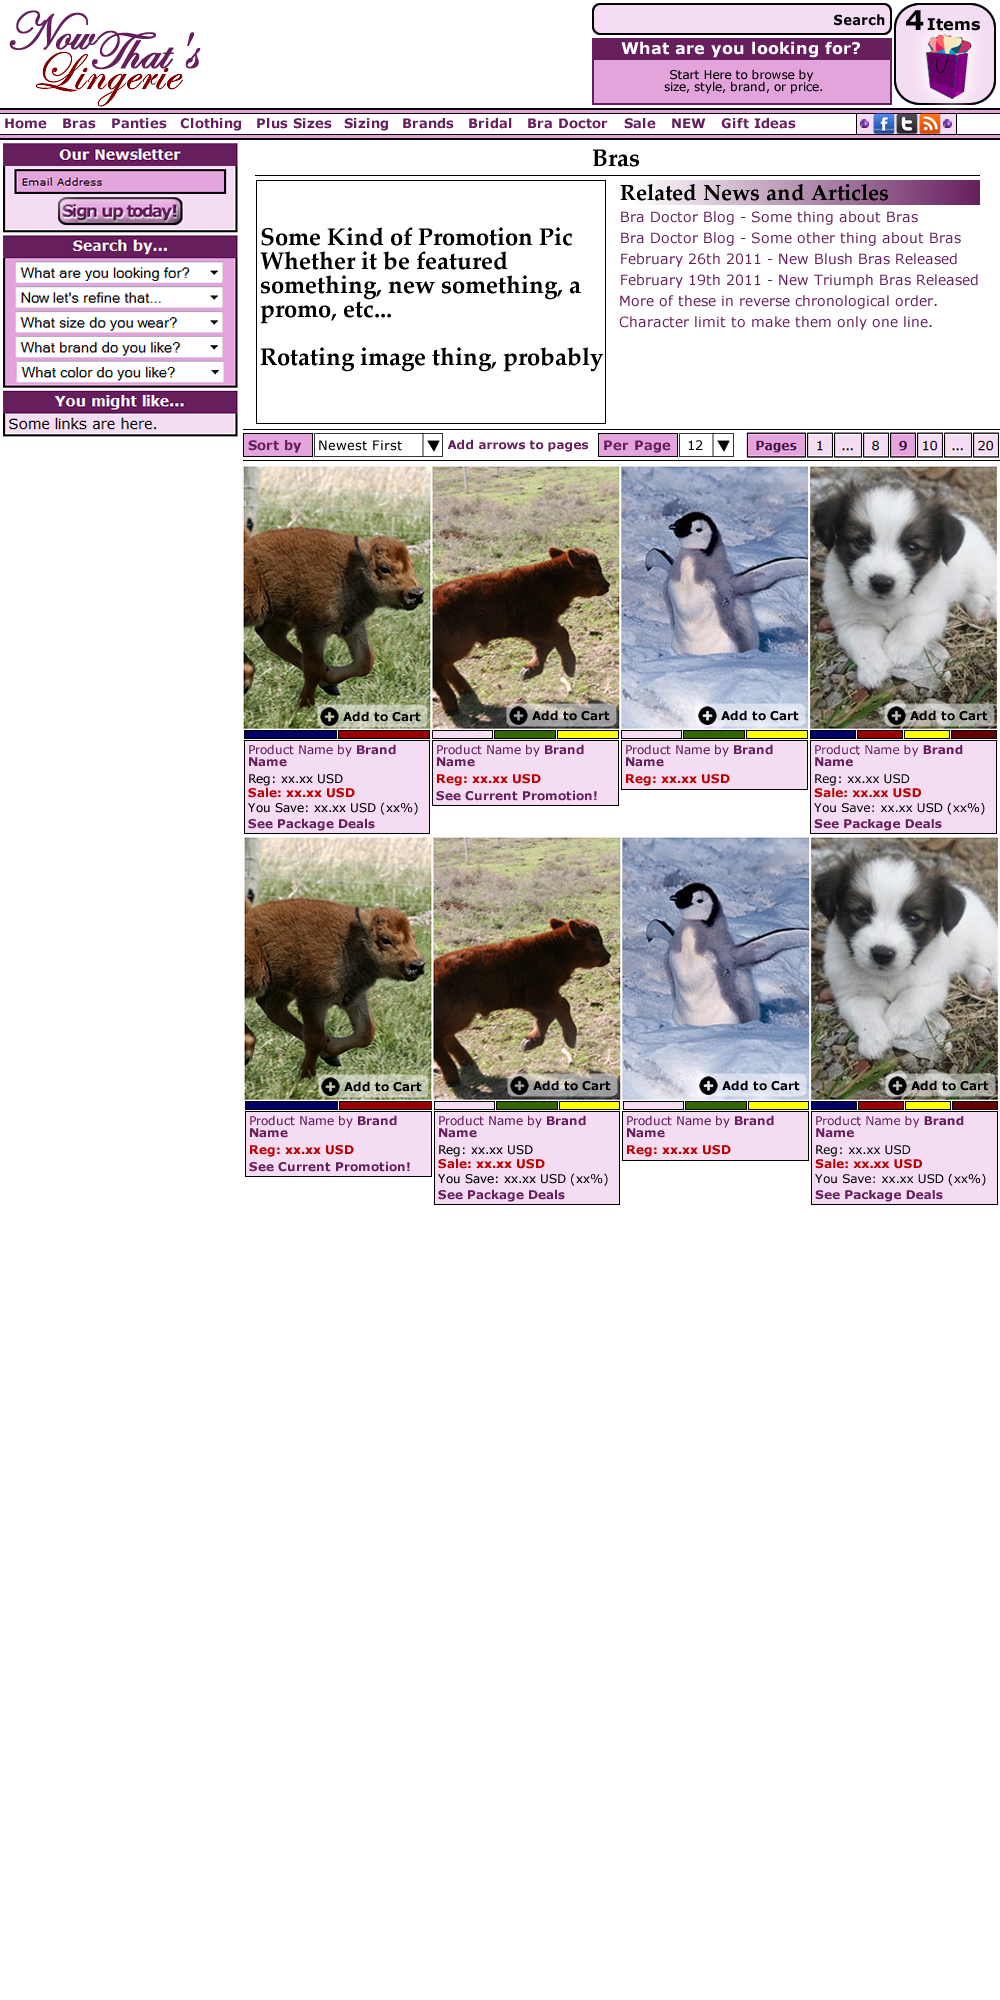 Now That's
Lingerie
Search
What are you looking for?
Start Here to browse by
size, style, brand, or price.
4 Items
Home Bras Panties Clothing Plus Sizes Sizing Brands Bridal Bra Doctor Sale NEW Gift Ideas
Our Newsletter
Email Address
Sign up today!
Search by...
What are you looking for?
Now let's refine that...
What size do you wear?
What brand do you like?
What color do you like?
You might like...
Some links are here.
Bras
Some Kind of Promotion Pic
Whether it be featured
something, new something, a
promo, etc...
Rotating image thing, probably
Related News and Articles
Bra Doctor Blog - Some thing about Bras
Bra Doctor Blog - Some other thing about Bras
February 26th 2011 - New Blush Bras Released
February 19th 2011 - New Triumph Bras Released
More of these in reverse chronological order.
Character limit to make them only one line.
Sort by Newest First Add arrows to pages Per Page 12 Pages 1 ... 8 9 10 ... 20
Add to Cart Add to Cart Add to Cart Add to Cart
Product Name by Brand
Name
Reg: xx.xx USD
Sale: xx.xx USD
You Save: xx.xx USD (xx%)
See Package Deals
Product Name by Brand
Name
Reg: xx.xx USD
See Current Promotion!
Product Name by Brand
Name
Reg: xx.xx USD
Product Name by Brand
Name
Reg: xx.xx USD
Sale: xx.xx USD
You Save: xx.xx USD (xx%)
See Package Deals
Add to Cart Add to Cart Add to Cart Add to Cart
Product Name by Brand
Name
Reg: xx.xx USD
See Current Promotion!
Product Name by Brand
Name
Reg: xx.xx USD
Sale: xx.xx USD
You Save: xx.xx USD (xx%)
See Package Deals
Product Name by Brand
Name
Reg: xx.xx USD
Product Name by Brand
Name
Reg: xx.xx USD
Sale: xx.xx USD
You Save: xx.xx USD (xx%)
See Package Deals